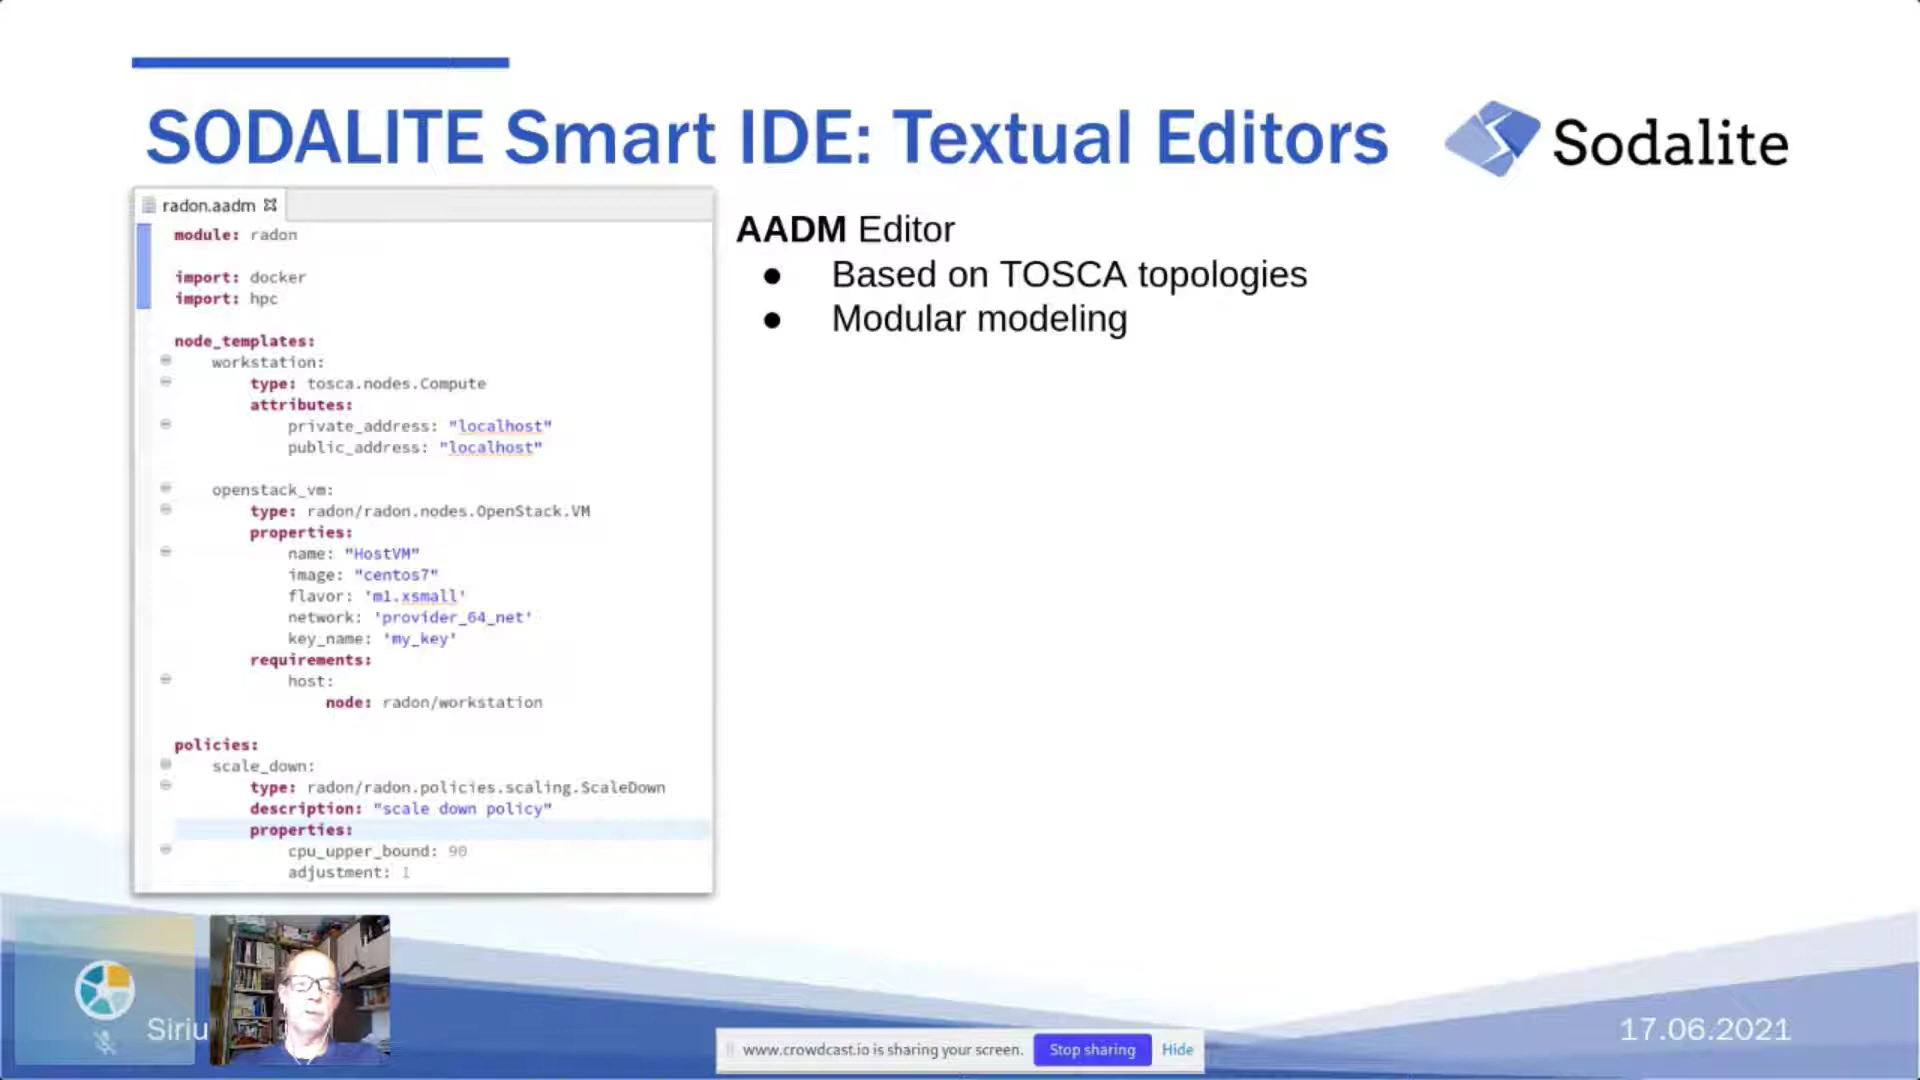 SODALITE Smart IDE: Textual Editors
Sodalite
radon.aadm
module: radon
import: docker
import: hpc
node_templates:
workstation:
type: tosca.nodes.Compute
attributes:
private_address: "localhost"
public_address: "localhost"
openstack_vm:
type: radon/radon.nodes.OpenStack.VM
properties:
name: "HostVM"
image: "centos7"
flavor: 'm1.xsmall'
network: 'provider_64_net'
key_name: 'my_key'
requirements:
host:
node: radon/workstation
policies:
scale_down:
type: radon/radon.policies.scaling.ScaleDown
description: "scale down policy"
properties:
cpu_upper_bound: 90
adjustment: 1
AADM Editor
● Based on TOSCA topologies
● Modular modeling
Siriu
www.crowdcast.io is sharing your screen. Stop sharing Hide
17.06.2021